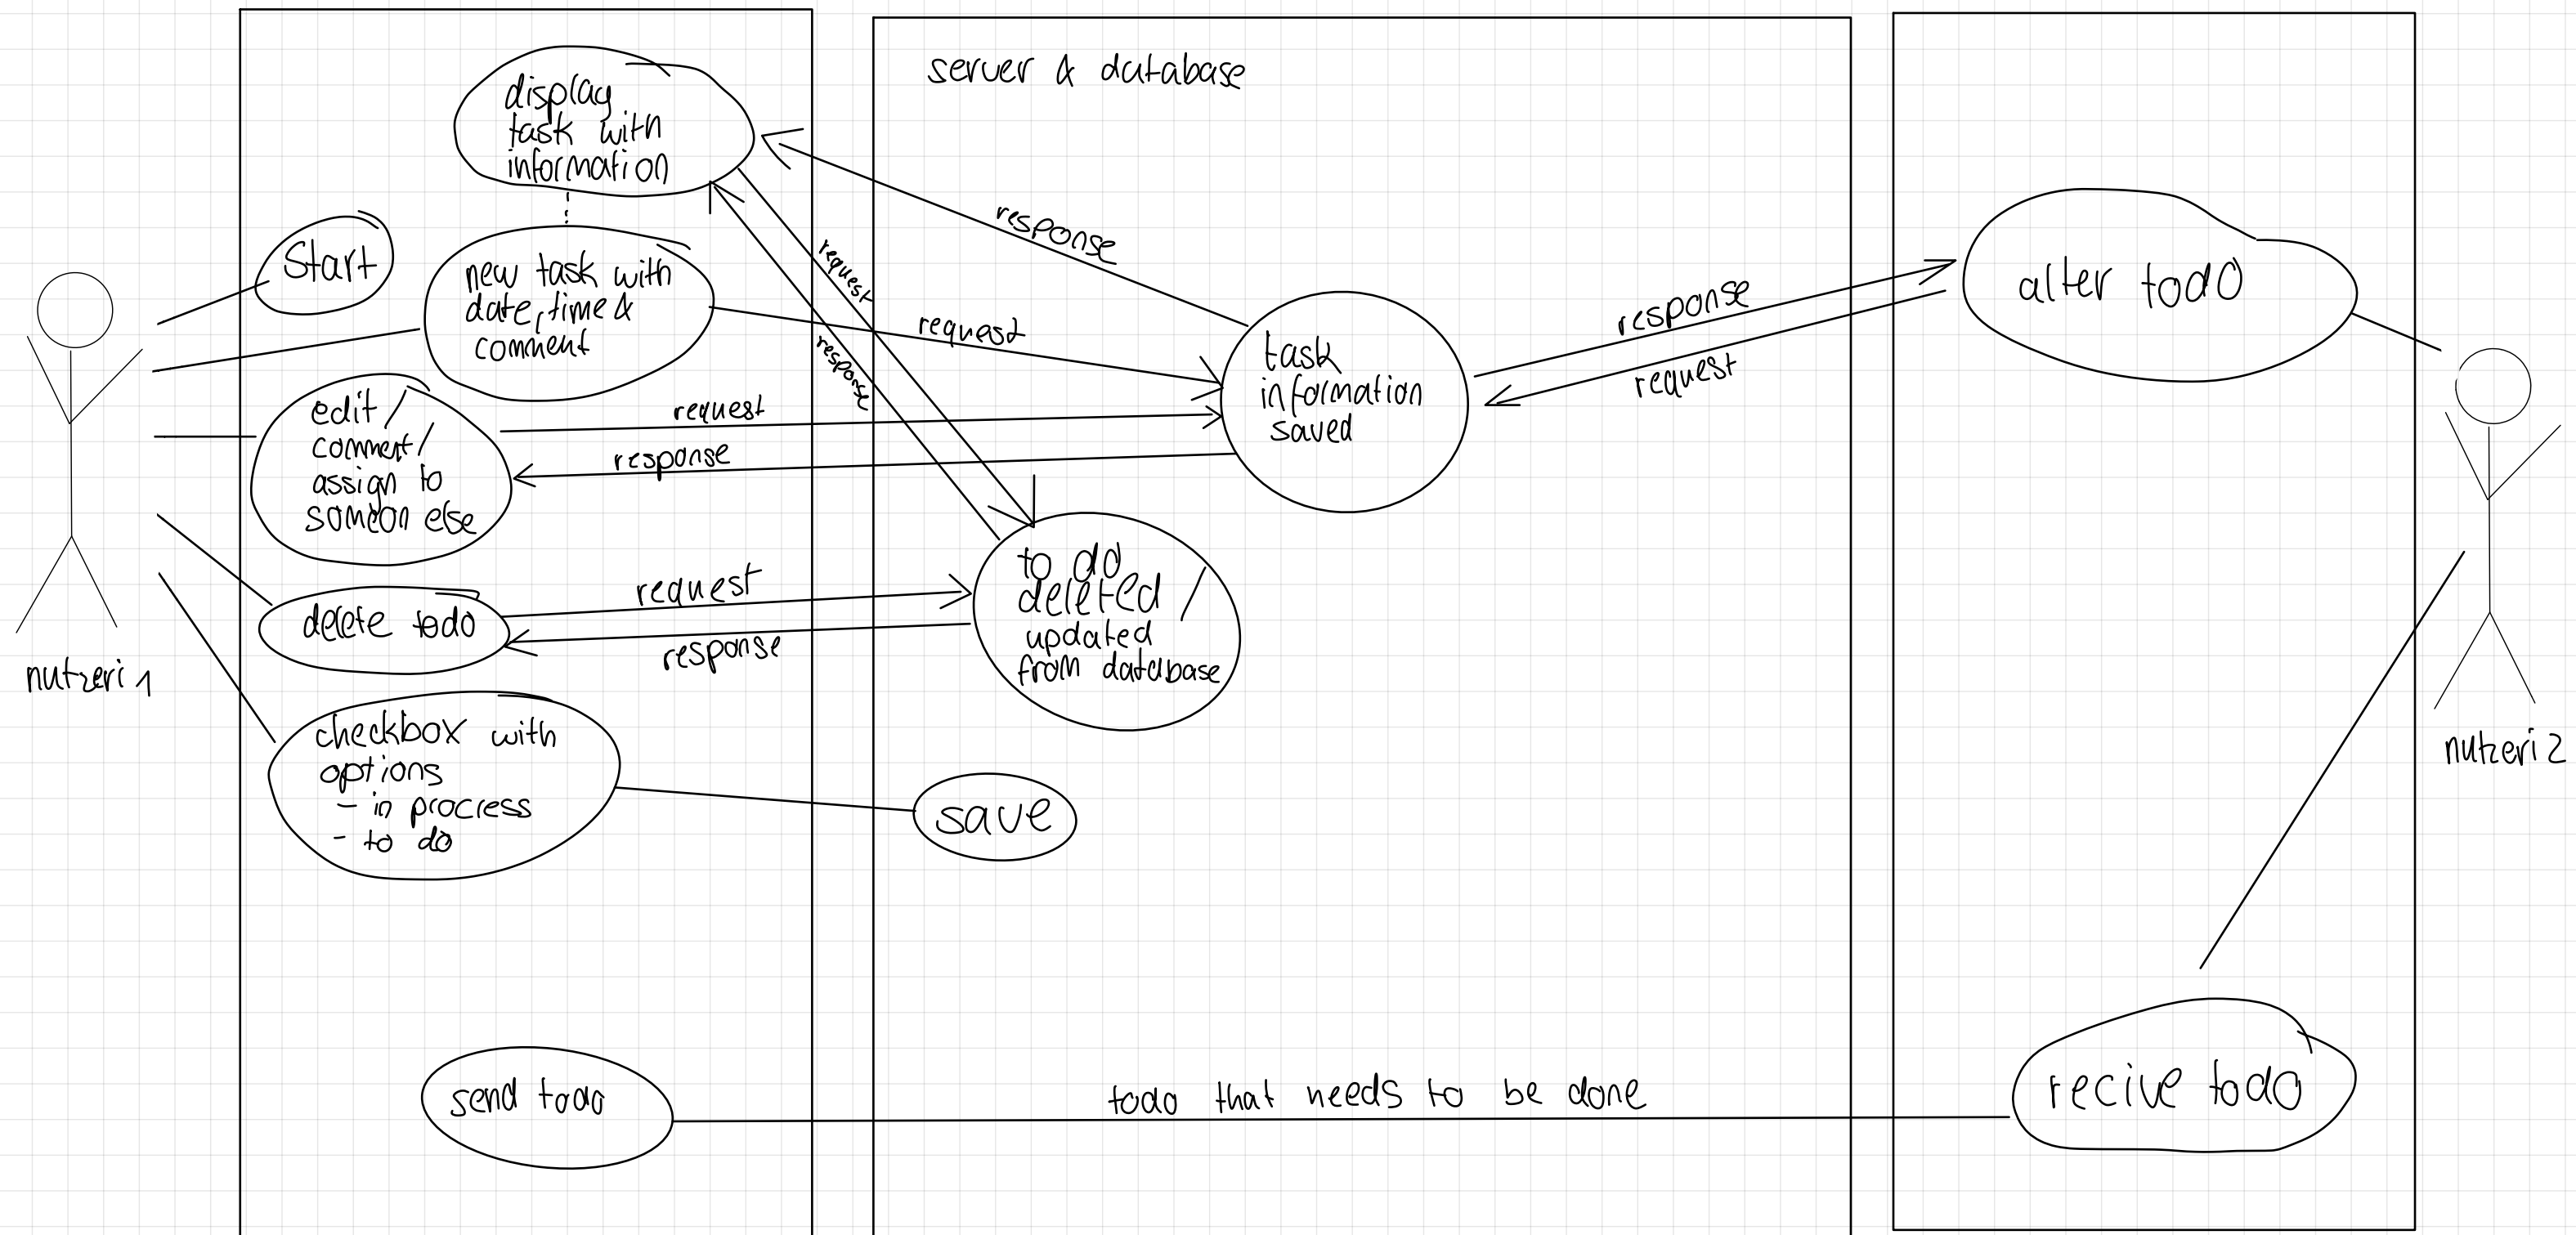 server & database
display
task with
information
Start
new task with
date, time &
comment
edit /
comment /
assign to
someon else
delete todo
checkbox with
options
- in procress
- to do
send todo
nutzeri 1
request
response
response
request
request
response
request
response
task
information
saved
to do
deleted /
updated
from database
save
todo that needs to be done
response
request
alter todo
recive todo
nutzeri 2